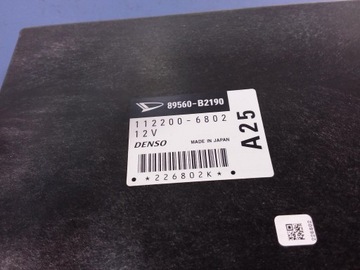 89560-B2190
112200-6802
12V
DENSO MADE IN JAPAN
*226802K*
A25